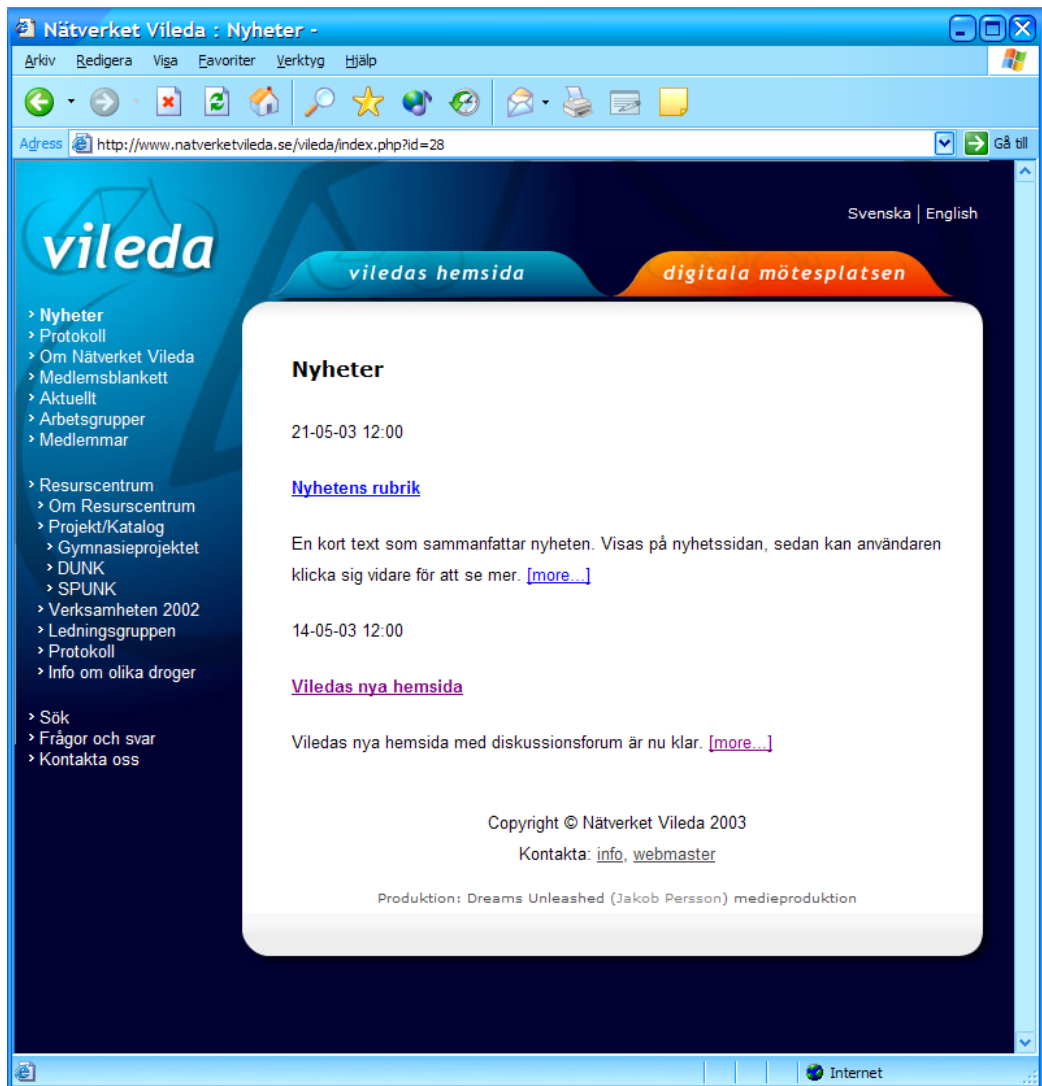 Nätverket Vileda : Nyheter -
Arkiv Redigera Visa Favoriter Verktyg Hjälp
Adress http://www.natverketvileda.se/vileda/index.php?id=28 Gå till
Svenska | English
vileda
viledas hemsida digitala mötesplatsen
› Nyheter
› Protokoll
› Om Nätverket Vileda
› Medlemsblankett
› Aktuellt
› Arbetsgrupper
› Medlemmar
› Resurscentrum
› Om Resurscentrum
› Projekt/Katalog
› Gymnasieprojektet
› DUNK
› SPUNK
› Verksamheten 2002
› Ledningsgruppen
› Protokoll
› Info om olika droger
› Sök
› Frågor och svar
› Kontakta oss
Nyheter
21-05-03 12:00
Nyhetens rubrik
En kort text som sammanfattar nyheten. Visas på nyhetssidan, sedan kan användaren
klicka sig vidare för att se mer. [more...]
14-05-03 12:00
Viledas nya hemsida
Viledas nya hemsida med diskussionsforum är nu klar. [more...]
Copyright © Nätverket Vileda 2003
Kontakta: info, webmaster
Produktion: Dreams Unleashed (Jakob Persson) medieproduktion
Internet